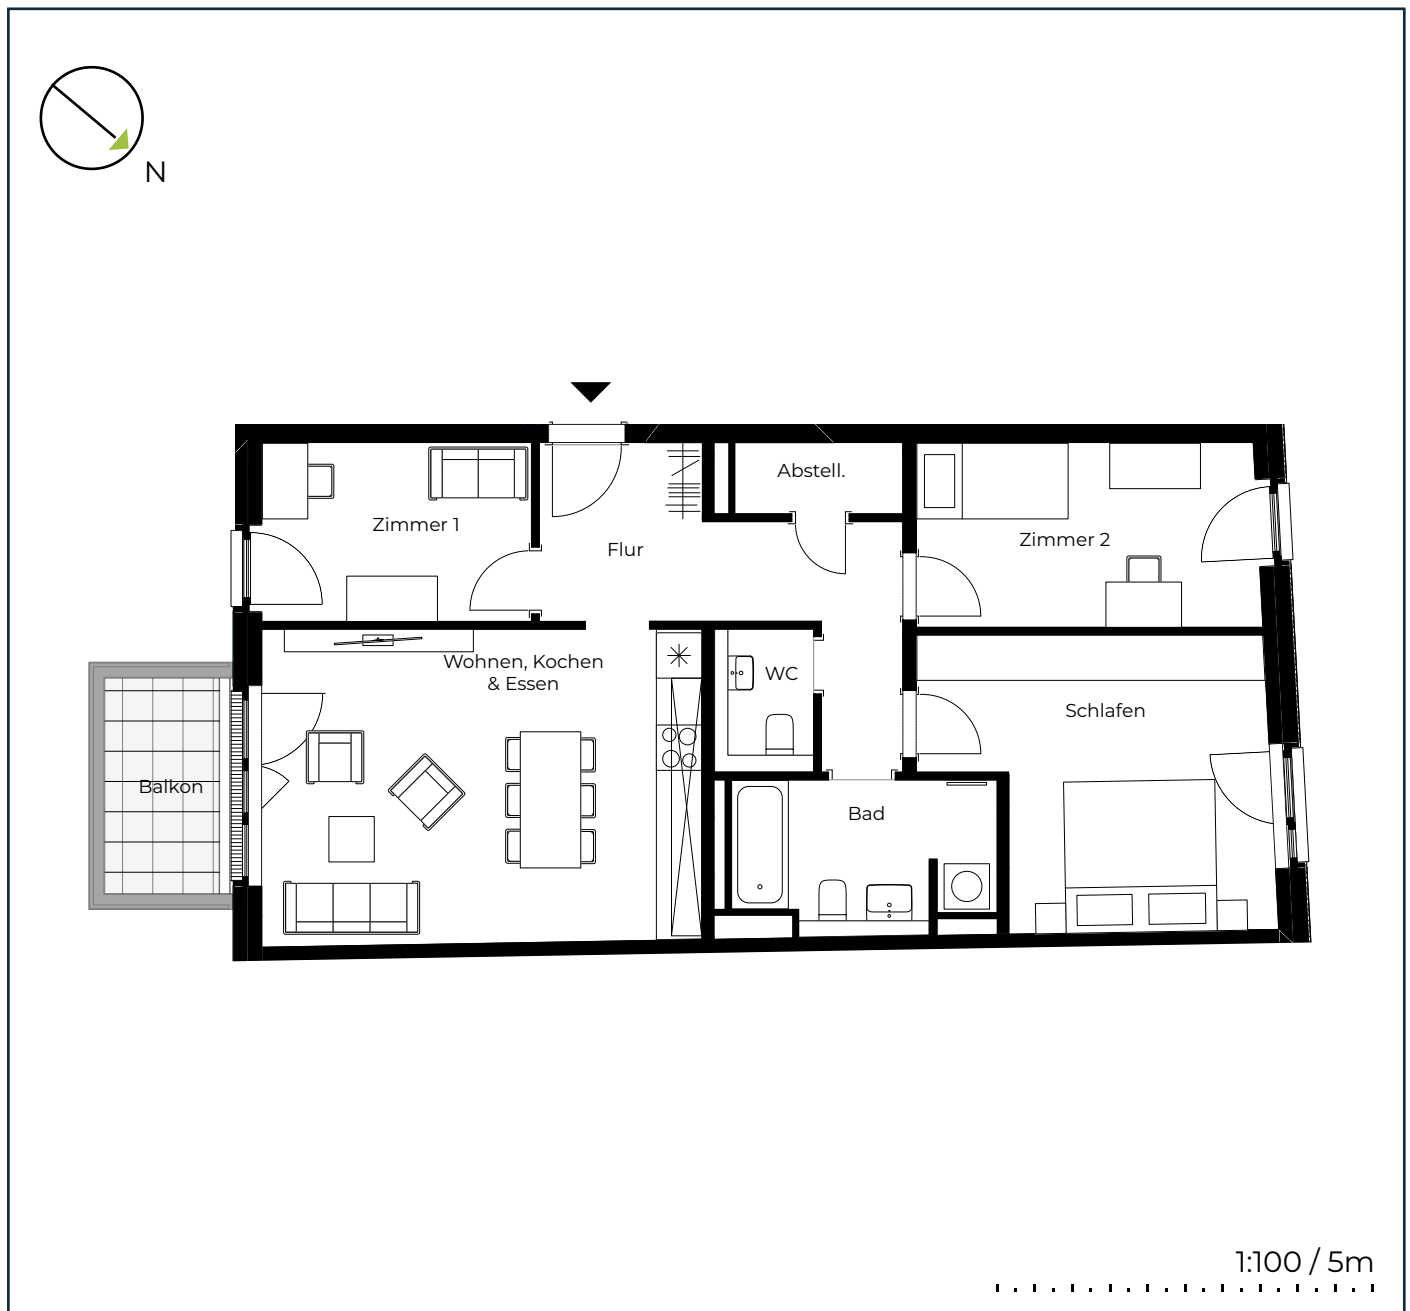 N
Abstell.
Zimmer 1
Zimmer 2
Flur
Wohnen, Kochen
& Essen
WC
Schlafen
Balkon
Bad
1:100 / 5m